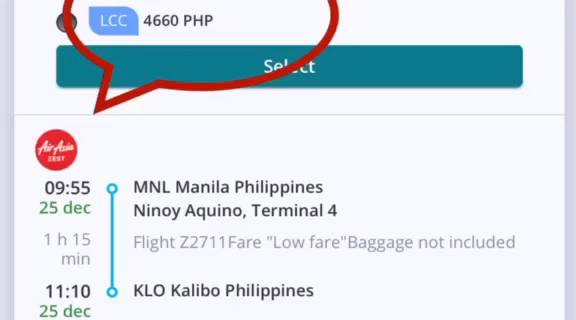 LCC 4660 PHP
Select
AirAsia
ZEST
09:55 MNL Manila Philippines
25 dec Ninoy Aquino, Terminal 4
1 h 15 Flight Z2711Fare "Low fare"Baggage not included
min
11:10 KLO Kalibo Philippines
25 dec